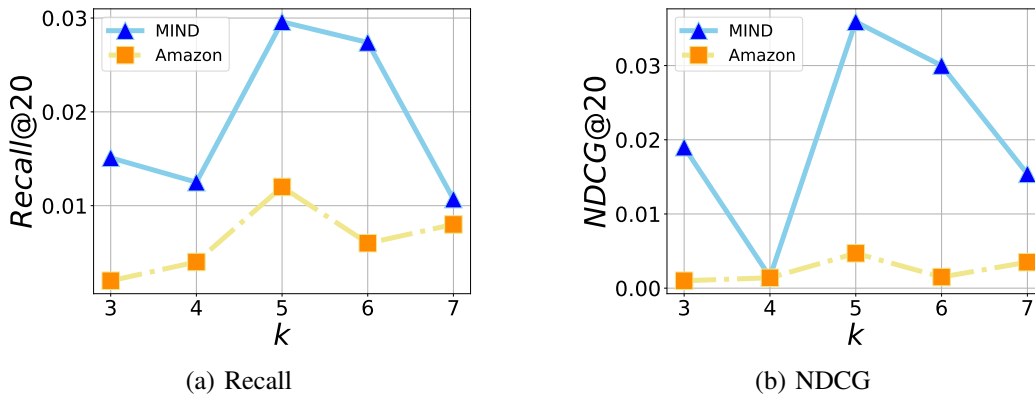 MIND
Amazon
Recall@20
0.03
0.02
0.01
3 4 5 6 7
k
(a) Recall
MIND
Amazon
NDCG@20
0.03
0.02
0.01
0.00
3 4 5 6 7
k
(b) NDCG